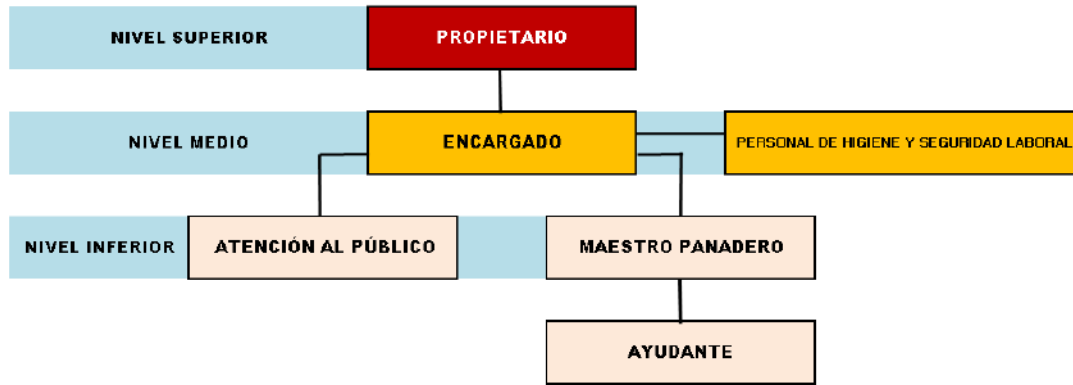 NIVEL SUPERIOR
PROPIETARIO
NIVEL MEDIO
ENCARGADO
PERSONAL DE HIGIENE Y SEGURIDAD LABORAL
NIVEL INFERIOR
ATENCIÓN AL PÚBLICO
MAESTRO PANADERO
AYUDANTE